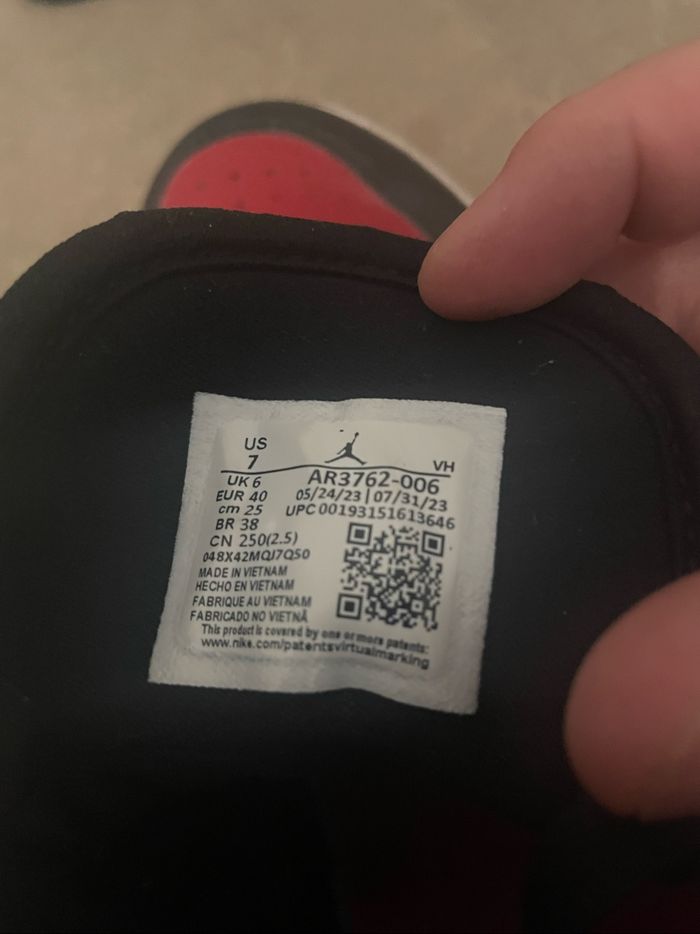 US
7
VH
UK 6
AR3762-006
EUR 40
05/24/23 | 07/31/23
cm 25
UPC 00193151613646
BR 38
CN 250(2.5)
048X42MQJ7Q50
MADE IN VIETNAM
HECHO EN VIETNAM
FABRIQUE AU VIETNAM
FABRICADO NO VIETNÃ
This product is covered by one or more patents:
www.nike.com/patentsvirtualmarking